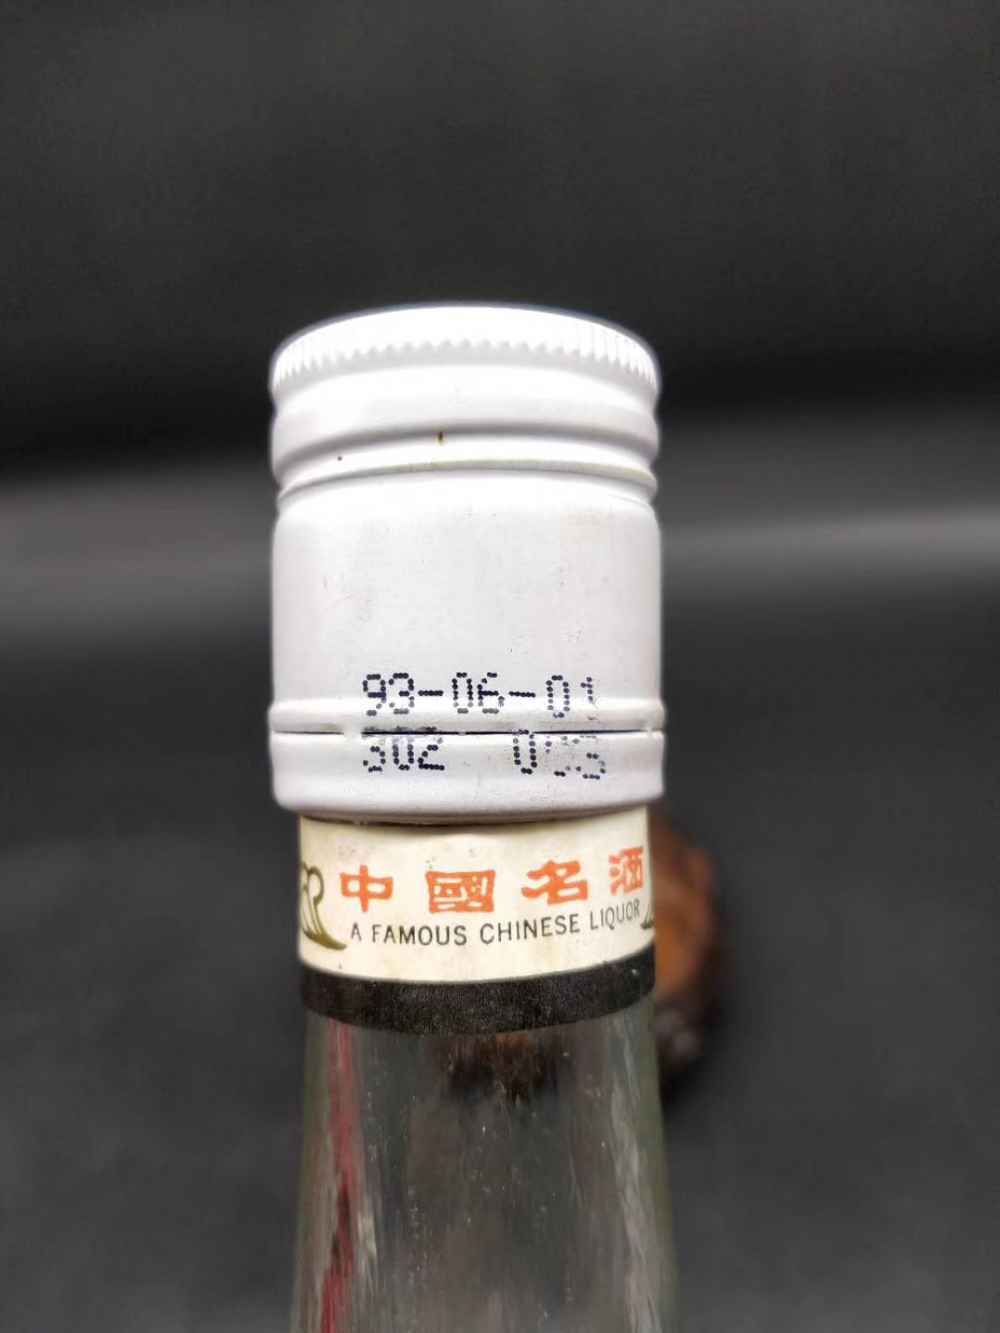 93-06-01
302
中國名酒
A FAMOUS CHINESE LIQUOR